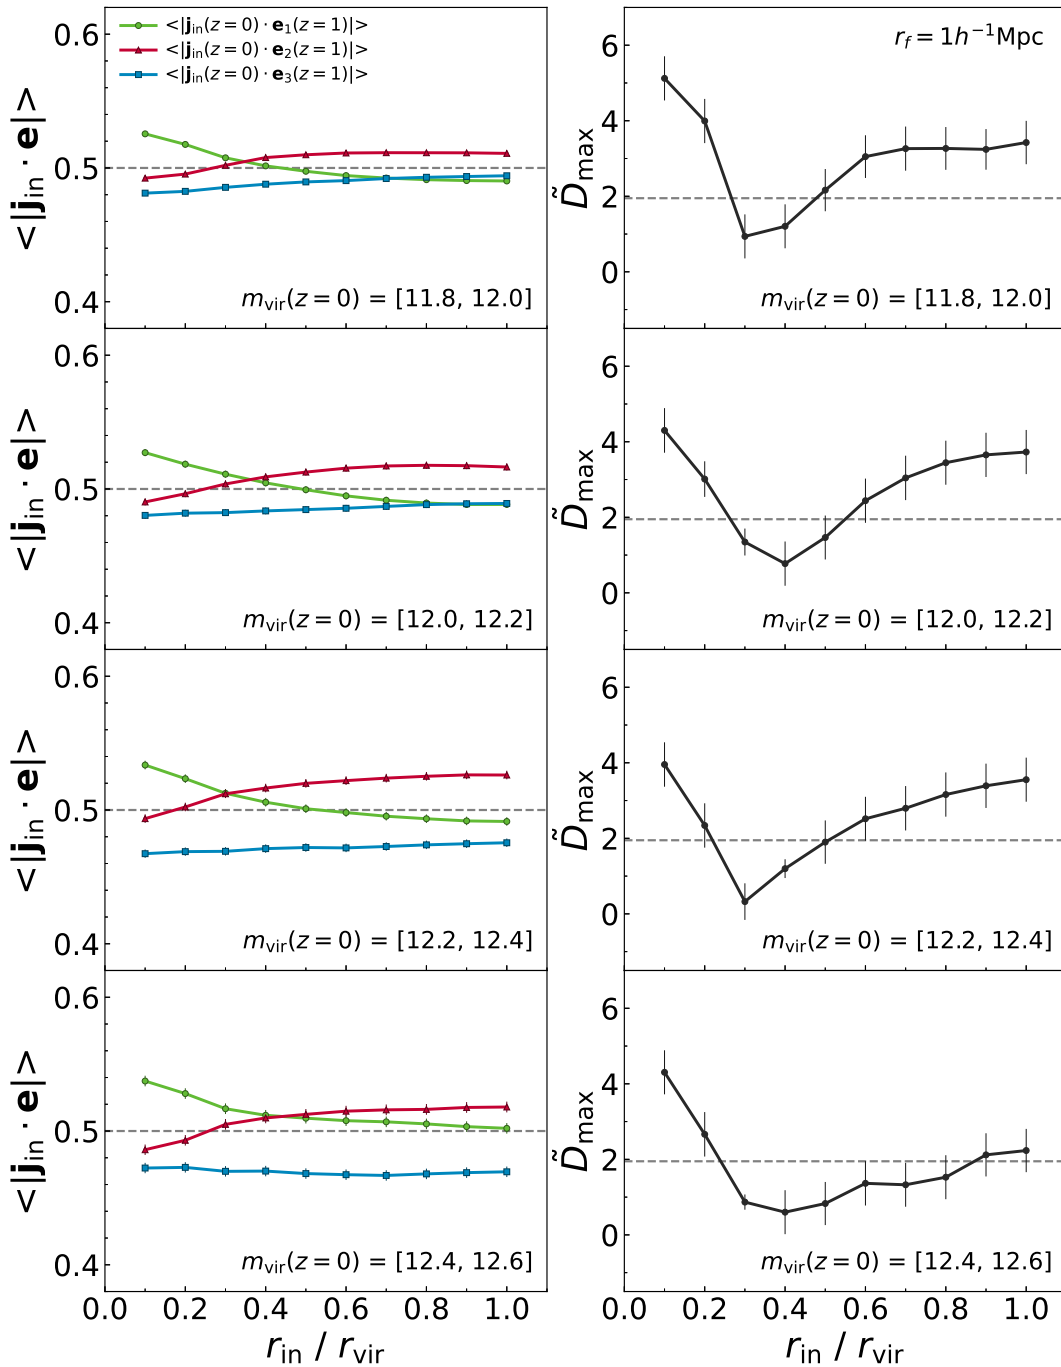 <|j_in(z=0)·e_1(z=1)|>
<|j_in(z=0)·e_2(z=1)|>
<|j_in(z=0)·e_3(z=1)|>
0.6
0.5
0.4
<|j_in · e|>
m_vir(z=0) = [11.8, 12.0]
r_f = 1h^−1Mpc
6
4
2
0
D̃_max
m_vir(z=0) = [11.8, 12.0]
0.6
0.5
0.4
<|j_in · e|>
m_vir(z=0) = [12.0, 12.2]
6
4
2
0
D̃_max
m_vir(z=0) = [12.0, 12.2]
0.6
0.5
0.4
<|j_in · e|>
m_vir(z=0) = [12.2, 12.4]
6
4
2
0
D̃_max
m_vir(z=0) = [12.2, 12.4]
0.6
0.5
0.4
<|j_in · e|>
m_vir(z=0) = [12.4, 12.6]
6
4
2
0
D̃_max
m_vir(z=0) = [12.4, 12.6]
0.0 0.2 0.4 0.6 0.8 1.0
r_in / r_vir
0.0 0.2 0.4 0.6 0.8 1.0
r_in / r_vir